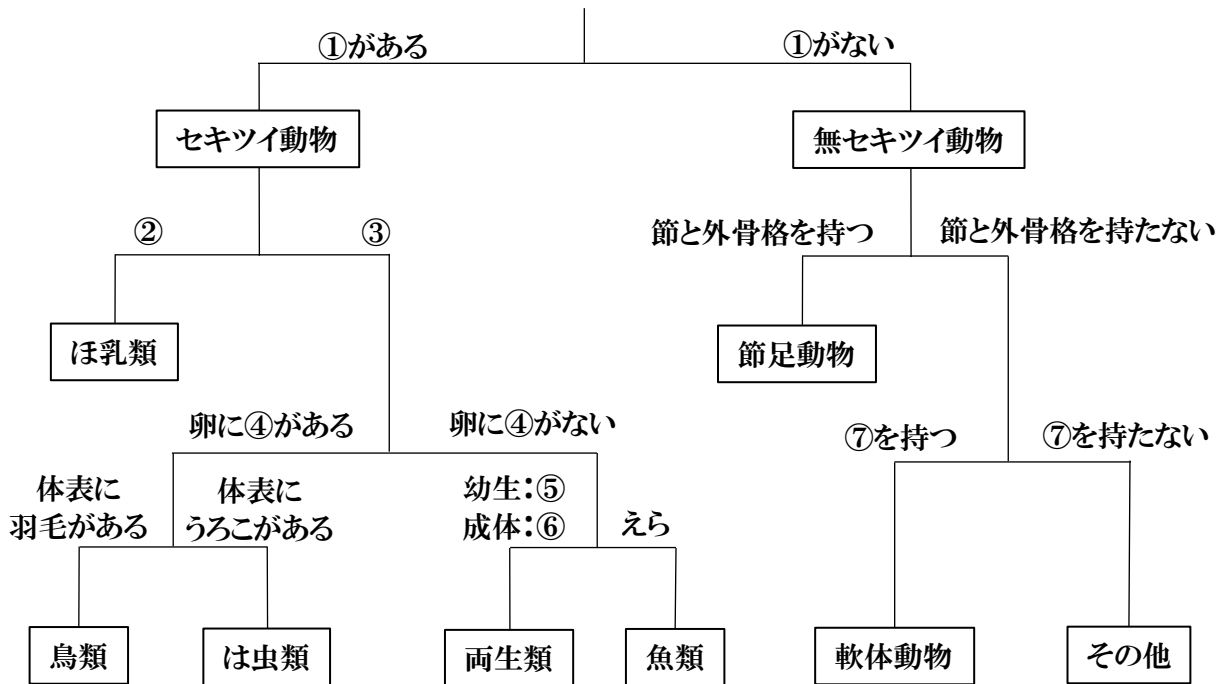 ①がある
①がない
セキツイ動物
無セキツイ動物
②
③
節と外骨格を持つ
節と外骨格を持たない
ほ乳類
節足動物
卵に④がある
卵に④がない
⑦を持つ
⑦を持たない
体表に
羽毛がある
体表に
うろこがある
幼生:⑤
成体:⑥
えら
鳥類
は虫類
両生類
魚類
軟体動物
その他